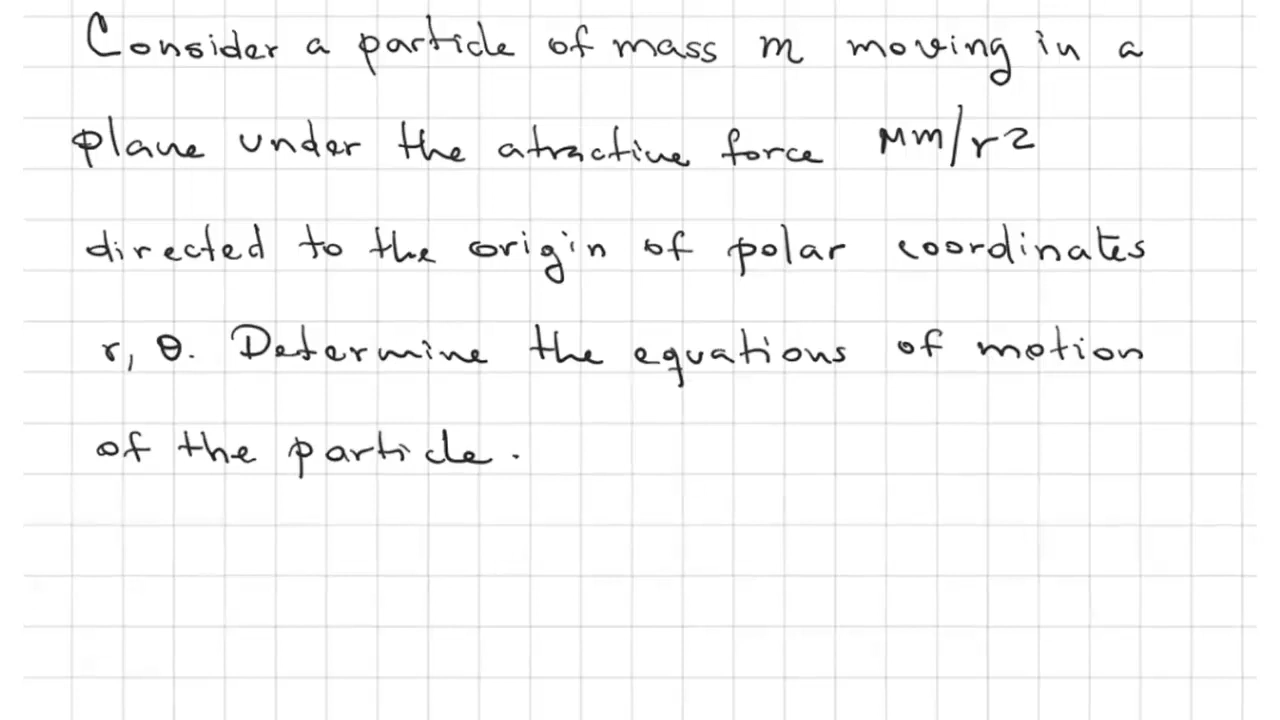 Consider a particle of mass m moving in a
plane under the atractive force μm/r2
directed to the origin of polar coordinates
r, θ. Determine the equations of motion
of the particle.